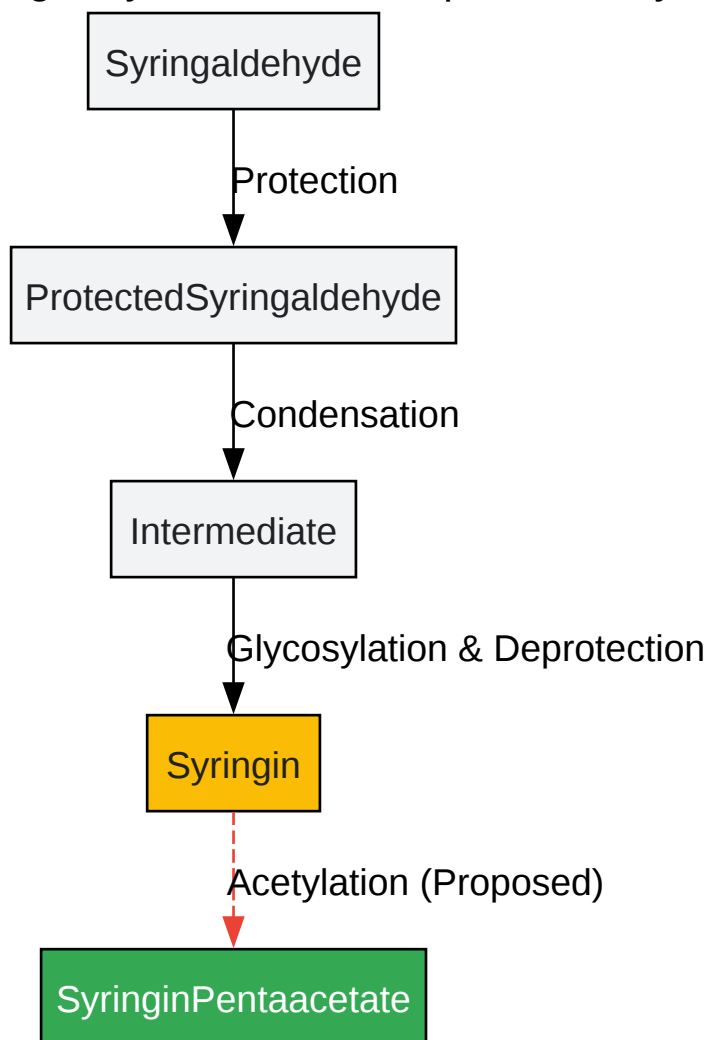 Syringaldehyde
Protection
ProtectedSyringaldehyde
Condensation
Intermediate
Glycosylation & Deprotection
Syringin
Acetylation (Proposed)
SyringinPentaacetate